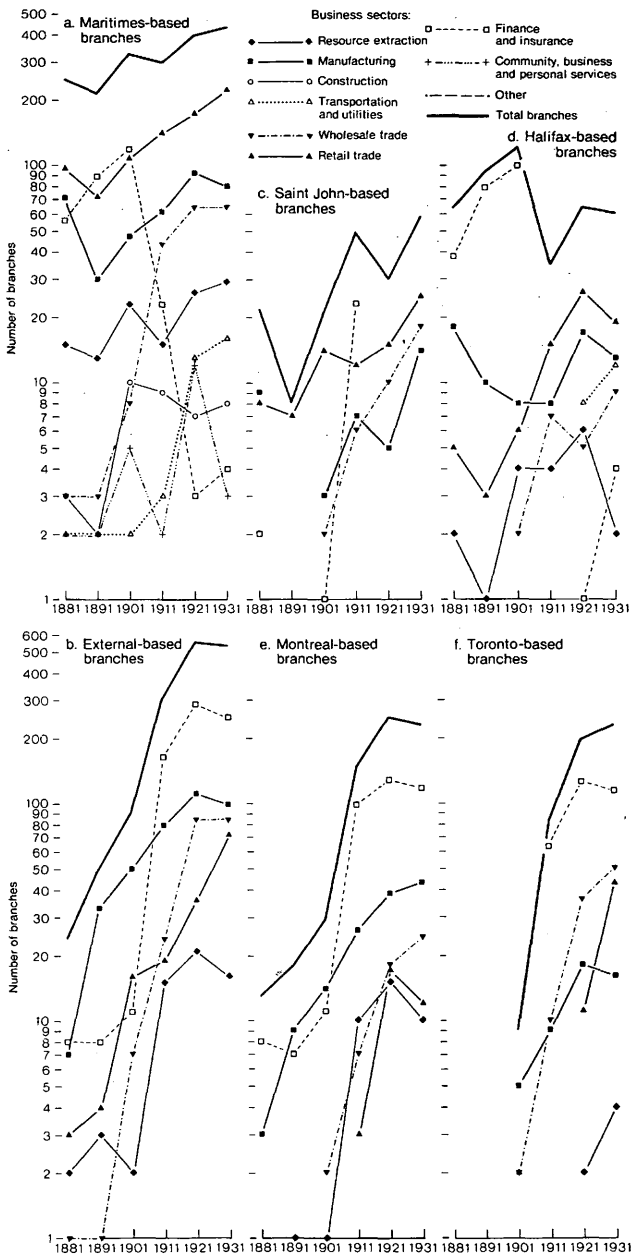 Business sectors:
Resource extraction
Manufacturing
Construction
Transportation
and utilities
Wholesale trade
Retail trade
Finance
and insurance
Community, business
and personal services
Other
Total branches
a. Maritimes-based
branches
Number of branches
500
400
300
200
100
90
80
70
60
50
40
30
20
10
9
8
7
6
5
4
3
2
1
1881 1891 1901 1911 1921 1931
c. Saint John-based
branches
1881 1891 1901 1911 1921 1931
d. Halifax-based
branches
1881 1891 1901 1911 1921 1931
b. External-based
branches
Number of branches
600
500
400
300
200
100
90
80
70
60
50
40
30
20
10
9
8
7
6
5
4
3
2
1
1881 1891 1901 1911 1921 1931
e. Montreal-based
branches
1881 1891 1901 1911 1921 1931
f. Toronto-based
branches
1881 1891 1901 1911 1921 1931